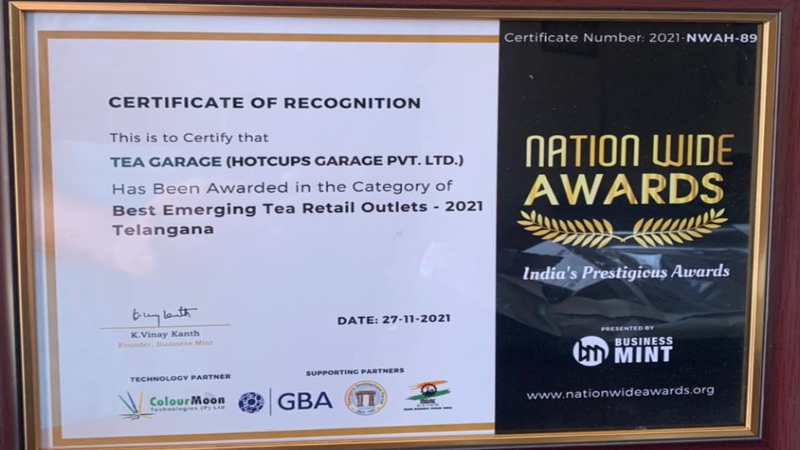 Certificate Number: 2021-NWAH-89
CERTIFICATE OF RECOGNITION
This is to Certify that
TEA GARAGE (HOTCUPS GARAGE PVT. LTD.)
Has Been Awarded in the Category of
Best Emerging Tea Retail Outlets - 2021
Telangana
K.Vinay Kanth
Founder, Business Mint
DATE: 27-11-2021
TECHNOLOGY PARTNER
ColourMoon
Technologies (P) Ltd
SUPPORTING PARTNERS
GBA
NATION WIDE
AWARDS
India's Prestigious Awards
PRESENTED BY
bm BUSINESS
MINT
www.nationwideawards.org